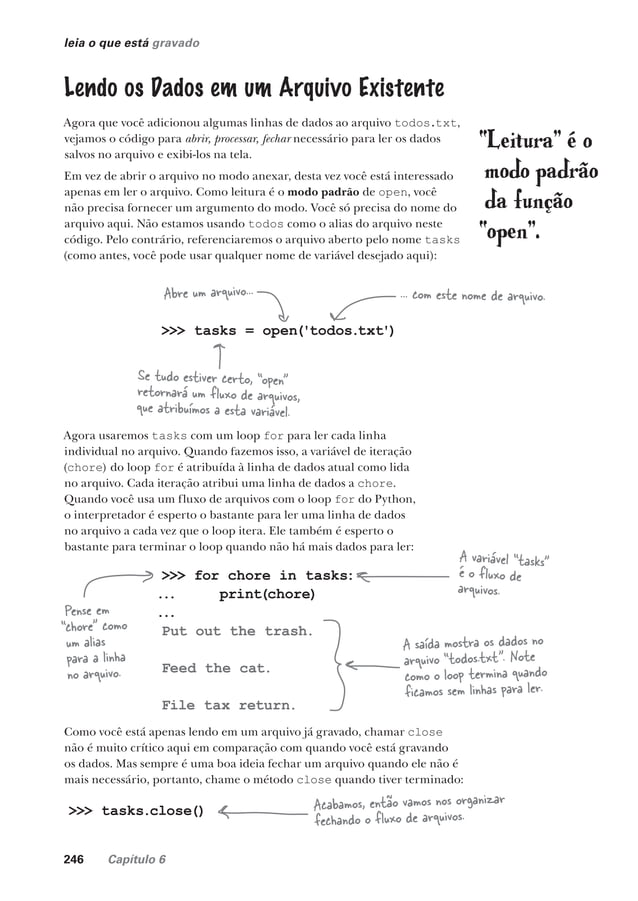 leia o que está gravado
Lendo os Dados em um Arquivo Existente
Agora que você adicionou algumas linhas de dados ao arquivo todos.txt,
vejamos o código para abrir, processar, fechar necessário para ler os dados
salvos no arquivo e exibi-los na tela.
Em vez de abrir o arquivo no modo anexar, desta vez você está interessado
apenas em ler o arquivo. Como leitura é o modo padrão de open, você
não precisa fornecer um argumento do modo. Você só precisa do nome do
arquivo aqui. Não estamos usando todos como o alias do arquivo neste
código. Pelo contrário, referenciaremos o arquivo aberto pelo nome tasks
(como antes, você pode usar qualquer nome de variável desejado aqui):
"Leitura" é o
modo padrão
da função
"open".
Abre um arquivo...
... com este nome de arquivo.
>>> tasks = open('todos.txt')
Se tudo estiver certo, "open"
retornará um fluxo de arquivos,
que atribuímos a esta variável.
Agora usaremos tasks com um loop for para ler cada linha
individual no arquivo. Quando fazemos isso, a variável de iteração
(chore) do loop for é atribuída à linha de dados atual como lida
no arquivo. Cada iteração atribui uma linha de dados a chore.
Quando você usa um fluxo de arquivos com o loop for do Python,
o interpretador é esperto o bastante para ler uma linha de dados
no arquivo a cada vez que o loop itera. Ele também é esperto o
bastante para terminar o loop quando não há mais dados para ler:
>>> for chore in tasks:
... print(chore)
...
Put out the trash.
Feed the cat.
File tax return.
A variável "tasks"
é o fluxo de
arquivos.
Pense em
"chore" como
um alias
para a linha
no arquivo.
A saída mostra os dados no
arquivo "todos.txt". Note
como o loop termina quando
ficamos sem linhas para ler.
Como você está apenas lendo em um arquivo já gravado, chamar close
não é muito crítico aqui em comparação com quando você está gravando
os dados. Mas sempre é uma boa ideia fechar um arquivo quando ele não é
mais necessário, portanto, chame o método close quando tiver terminado:
>>> tasks.close()
Acabamos, então vamos nos organizar
fechando o fluxo de arquivos.
246 Capítulo 6